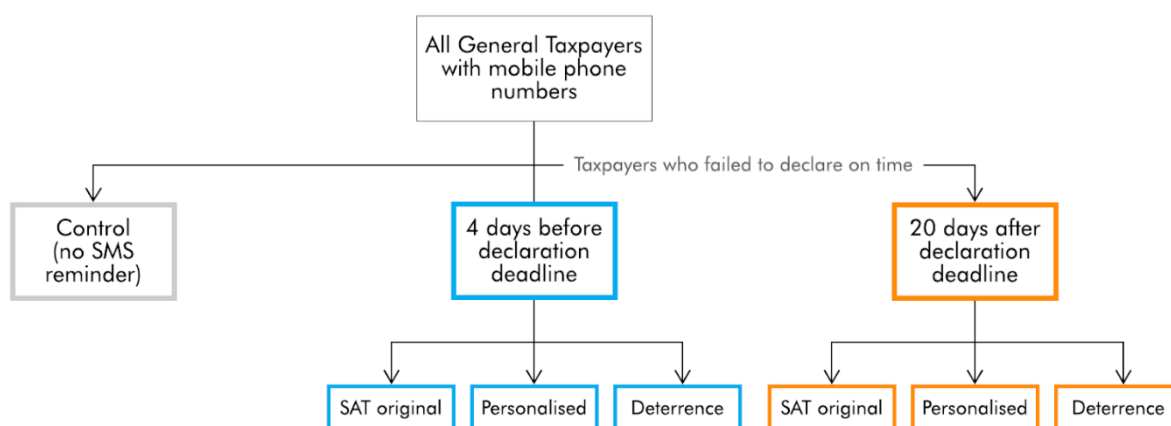 All General Taxpayers
with mobile phone
numbers
Taxpayers who failed to declare on time
Control
(no SMS
reminder)
4 days before
declaration
deadline
20 days after
declaration
deadline
SAT original
Personalised
Deterrence
SAT original
Personalised
Deterrence